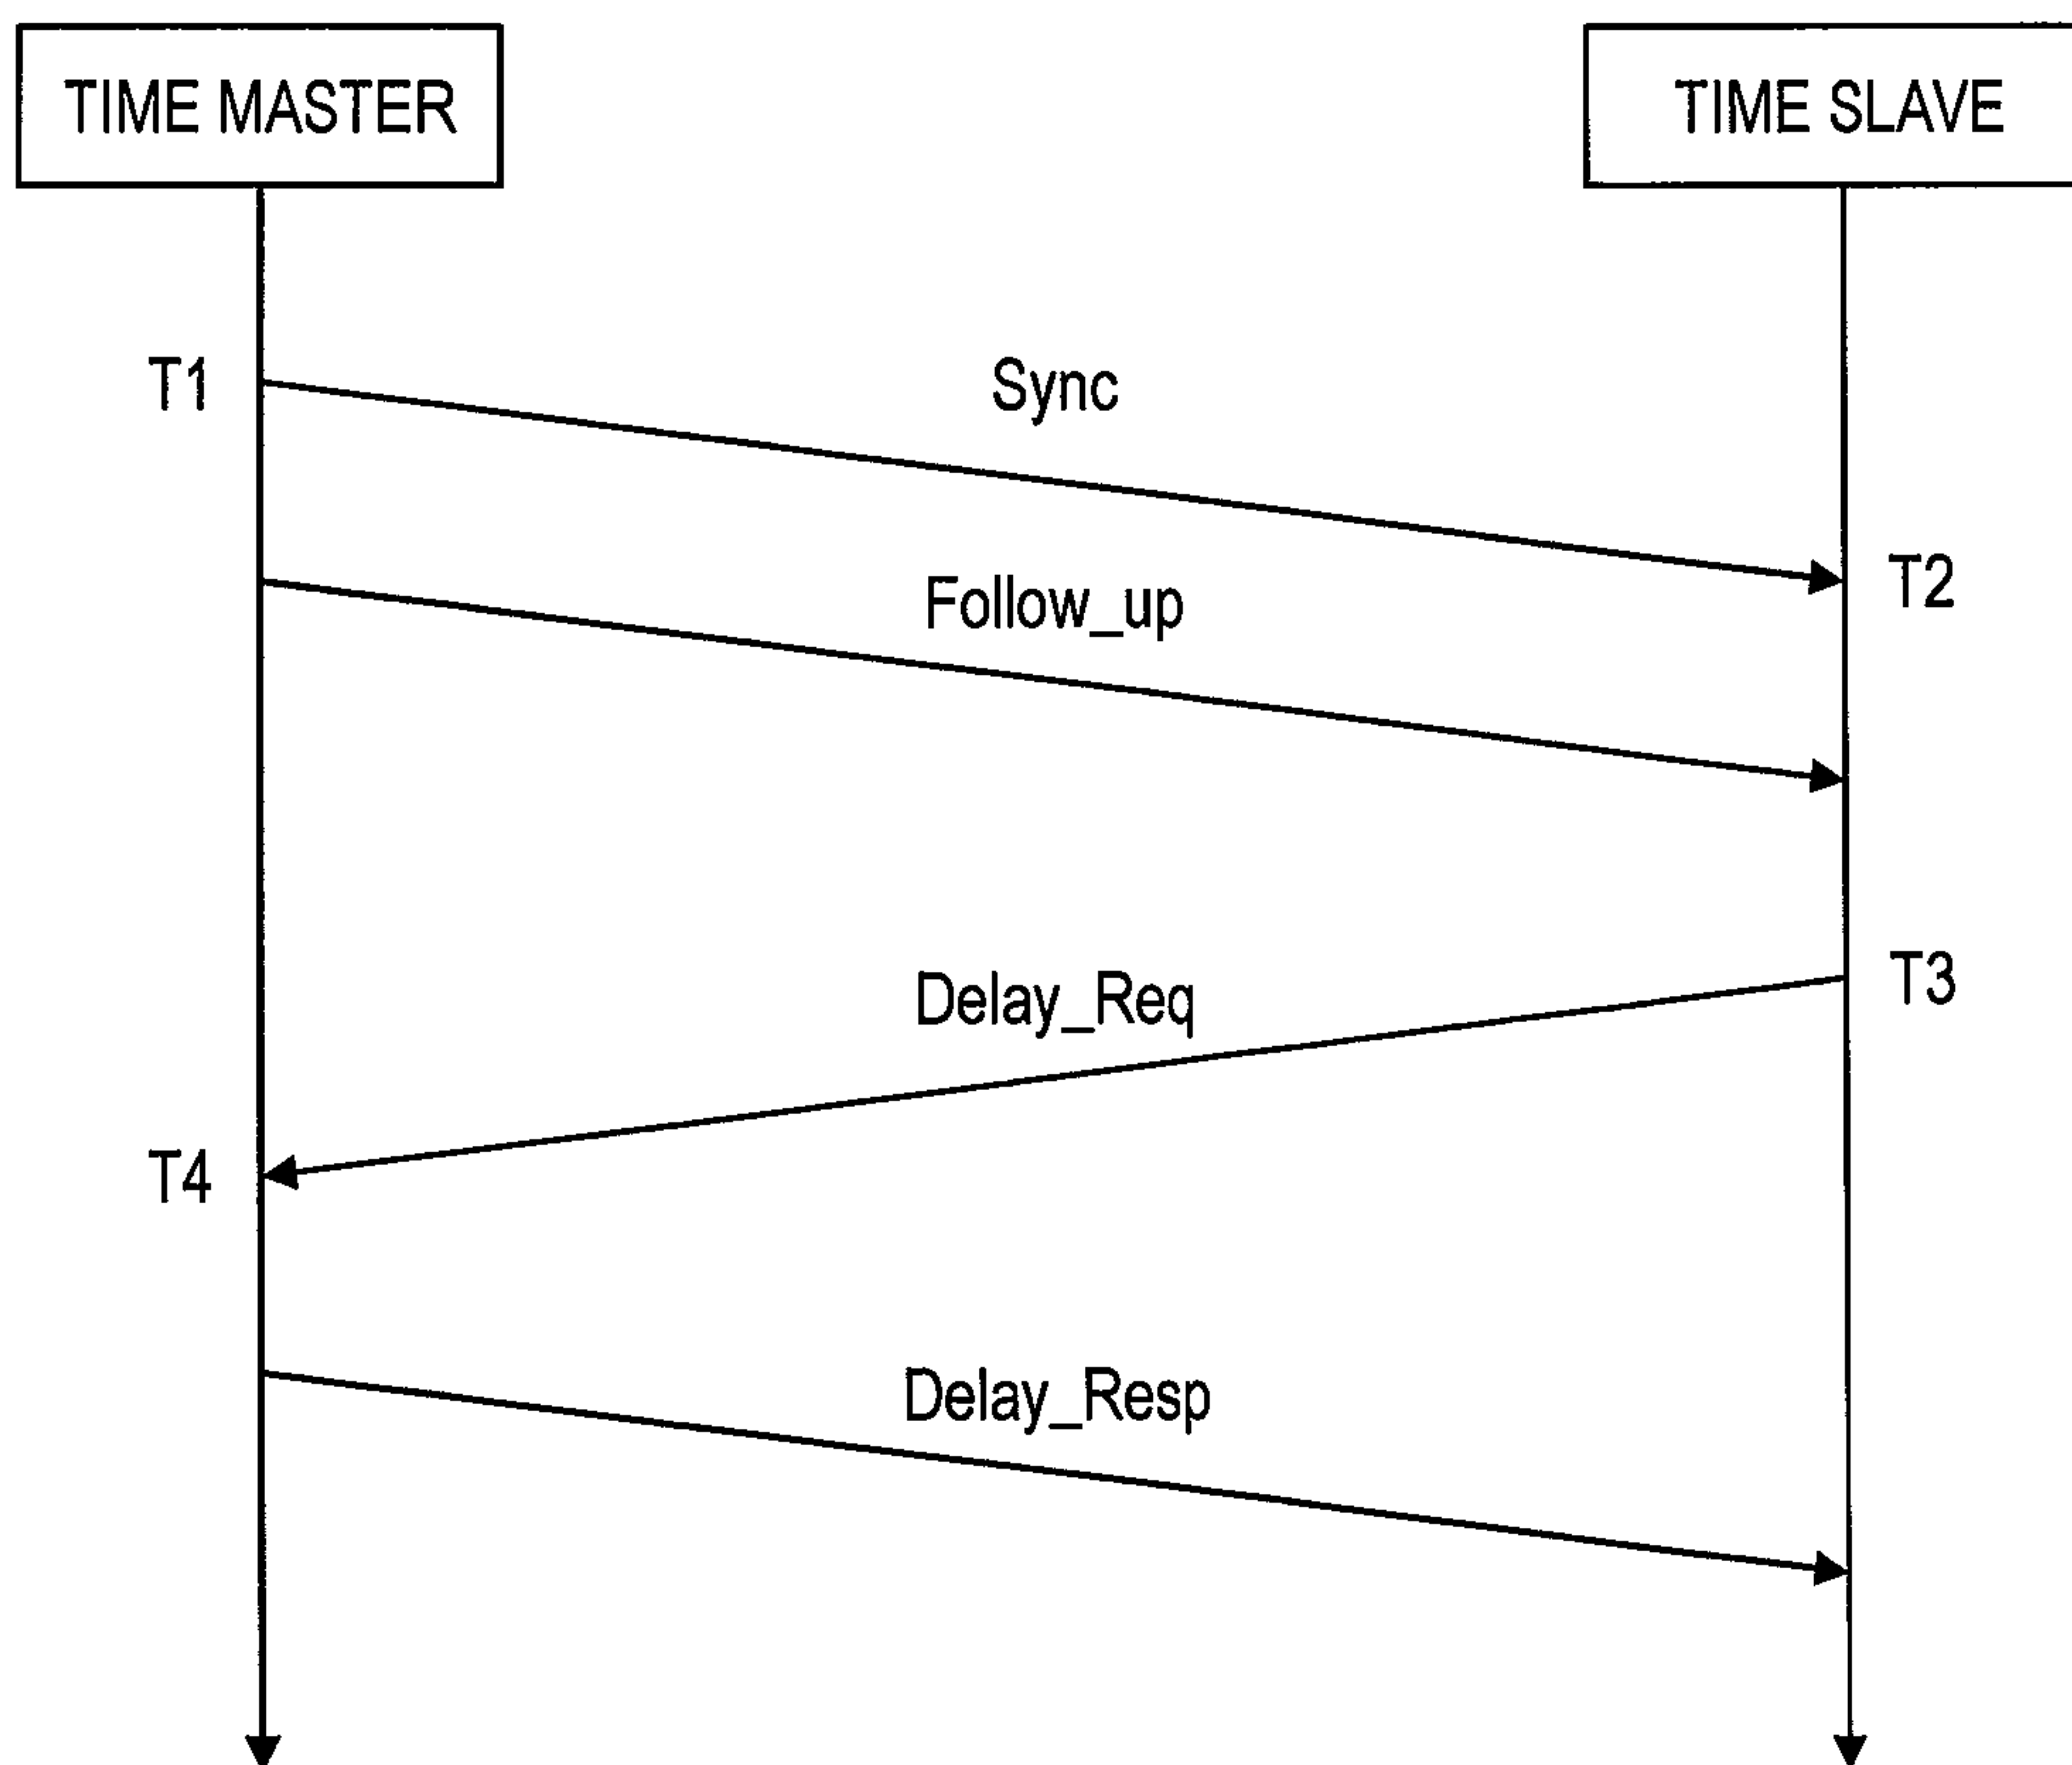 TIME MASTER
TIME SLAVE
T1
Sync
T2
Follow_up
T3
Delay_Req
T4
Delay_Resp